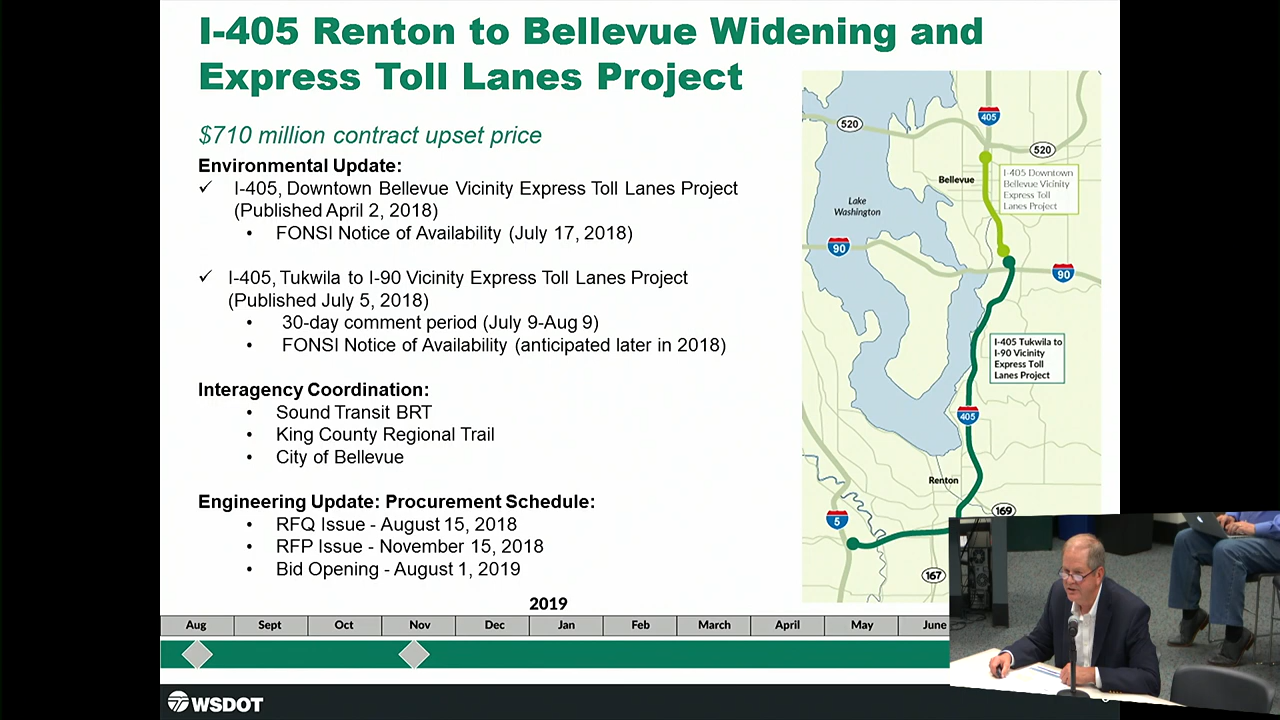 I-405 Renton to Bellevue Widening and
Express Toll Lanes Project
$710 million contract upset price
Environmental Update:
✓ I-405, Downtown Bellevue Vicinity Express Toll Lanes Project
(Published April 2, 2018)
• FONSI Notice of Availability (July 17, 2018)
✓ I-405, Tukwila to I-90 Vicinity Express Toll Lanes Project
(Published July 5, 2018)
• 30-day comment period (July 9-Aug 9)
• FONSI Notice of Availability (anticipated later in 2018)
Interagency Coordination:
• Sound Transit BRT
• King County Regional Trail
• City of Bellevue
Engineering Update: Procurement Schedule:
• RFQ Issue - August 15, 2018
• RFP Issue - November 15, 2018
• Bid Opening - August 1, 2019
405
520
520
Bellevue
I-405 Downtown
Bellevue Vicinity
Express Toll
Lanes Project
Lake
Washington
90
90
I-405 Tukwila to
I-90 Vicinity
Express Toll
Lanes Project
405
Renton
169
5
167
2019
Aug Sept Oct Nov Dec Jan Feb March April May June
WSDOT